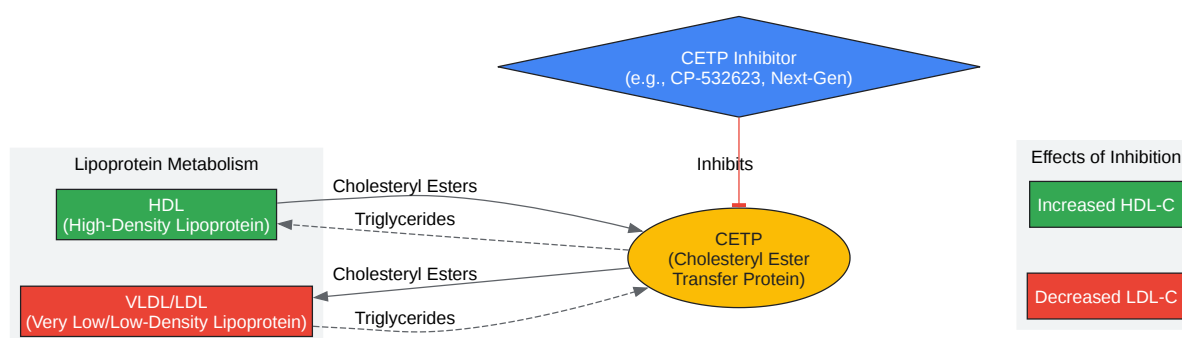 CETP Inhibitor
(e.g., CP-532623, Next-Gen)
Inhibits
Lipoprotein Metabolism
HDL
(High-Density Lipoprotein)
Cholesteryl Esters
Triglycerides
Cholesteryl Esters
VLDL/LDL
(Very Low/Low-Density Lipoprotein)
Triglycerides
CETP
(Cholesteryl Ester
Transfer Protein)
Effects of Inhibition
Increased HDL-C
Decreased LDL-C